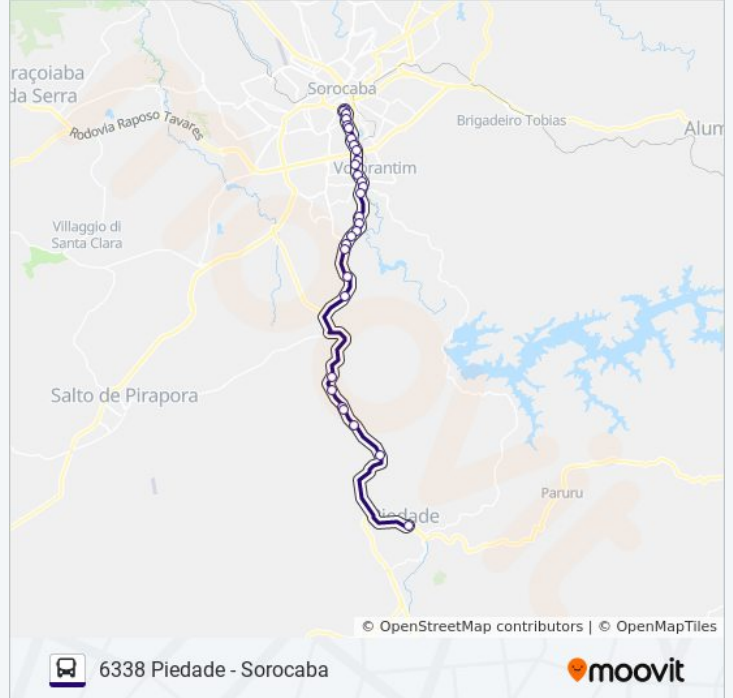 Sorocaba
raçoiaba
da Serra
Rodovia Raposo Tavares
Brigadeiro Tobias
Alum
Votorantim
Villaggio di
Santa Clara
Salto de Pirapora
Paruru
Piedade
© OpenStreetMap contributors | © OpenMapTiles
6338 Piedade - Sorocaba
moovit